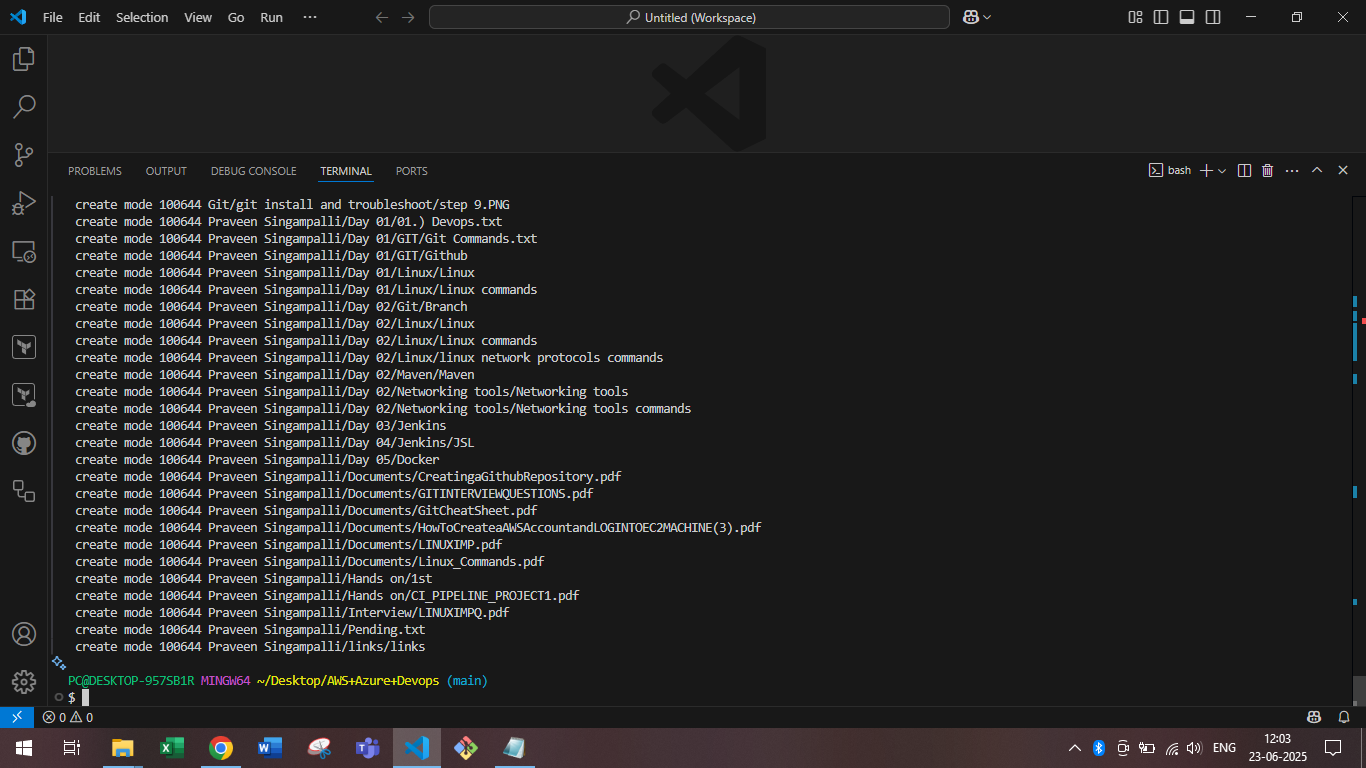 File Edit Selection View Go Run ···
Untitled (Workspace)
PROBLEMS OUTPUT DEBUG CONSOLE TERMINAL PORTS
bash
create mode 100644 Git/git install and troubleshoot/step 9.PNG
create mode 100644 Praveen Singampalli/Day 01/01.) Devops.txt
create mode 100644 Praveen Singampalli/Day 01/GIT/Git Commands.txt
create mode 100644 Praveen Singampalli/Day 01/GIT/Github
create mode 100644 Praveen Singampalli/Day 01/Linux/Linux
create mode 100644 Praveen Singampalli/Day 01/Linux/Linux commands
create mode 100644 Praveen Singampalli/Day 02/Git/Branch
create mode 100644 Praveen Singampalli/Day 02/Linux/Linux
create mode 100644 Praveen Singampalli/Day 02/Linux/Linux commands
create mode 100644 Praveen Singampalli/Day 02/Linux/linux network protocols commands
create mode 100644 Praveen Singampalli/Day 02/Maven/Maven
create mode 100644 Praveen Singampalli/Day 02/Networking tools/Networking tools
create mode 100644 Praveen Singampalli/Day 02/Networking tools/Networking tools commands
create mode 100644 Praveen Singampalli/Day 03/Jenkins
create mode 100644 Praveen Singampalli/Day 04/Jenkins/JSL
create mode 100644 Praveen Singampalli/Day 05/Docker
create mode 100644 Praveen Singampalli/Documents/CreatingaGithubRepository.pdf
create mode 100644 Praveen Singampalli/Documents/GITINTERVIEWQUESTIONS.pdf
create mode 100644 Praveen Singampalli/Documents/GitCheatSheet.pdf
create mode 100644 Praveen Singampalli/Documents/HowToCreateaAWSAccountandLOGINTOEC2MACHINE(3).pdf
create mode 100644 Praveen Singampalli/Documents/LINUXIMP.pdf
create mode 100644 Praveen Singampalli/Documents/Linux_Commands.pdf
create mode 100644 Praveen Singampalli/Hands on/1st
create mode 100644 Praveen Singampalli/Hands on/CI_PIPELINE_PROJECT1.pdf
create mode 100644 Praveen Singampalli/Interview/LINUXIMPQ.pdf
create mode 100644 Praveen Singampalli/Pending.txt
create mode 100644 Praveen Singampalli/links/links
PC@DESKTOP-957SB1R MINGW64 ~/Desktop/AWS+Azure+Devops (main)
$
0 0
ENG
12:03
23-06-2025